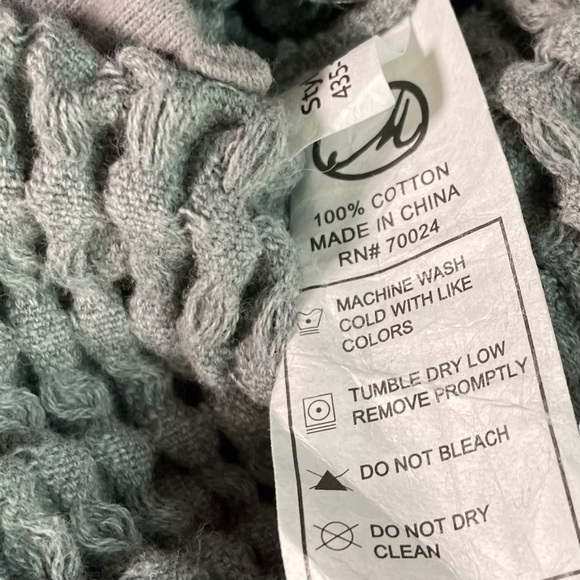 435-
M
100% COTTON
MADE IN CHINA
RN# 70024
MACHINE WASH
COLD WITH LIKE
COLORS
TUMBLE DRY LOW
REMOVE PROMPTLY
DO NOT BLEACH
DO NOT DRY
CLEAN